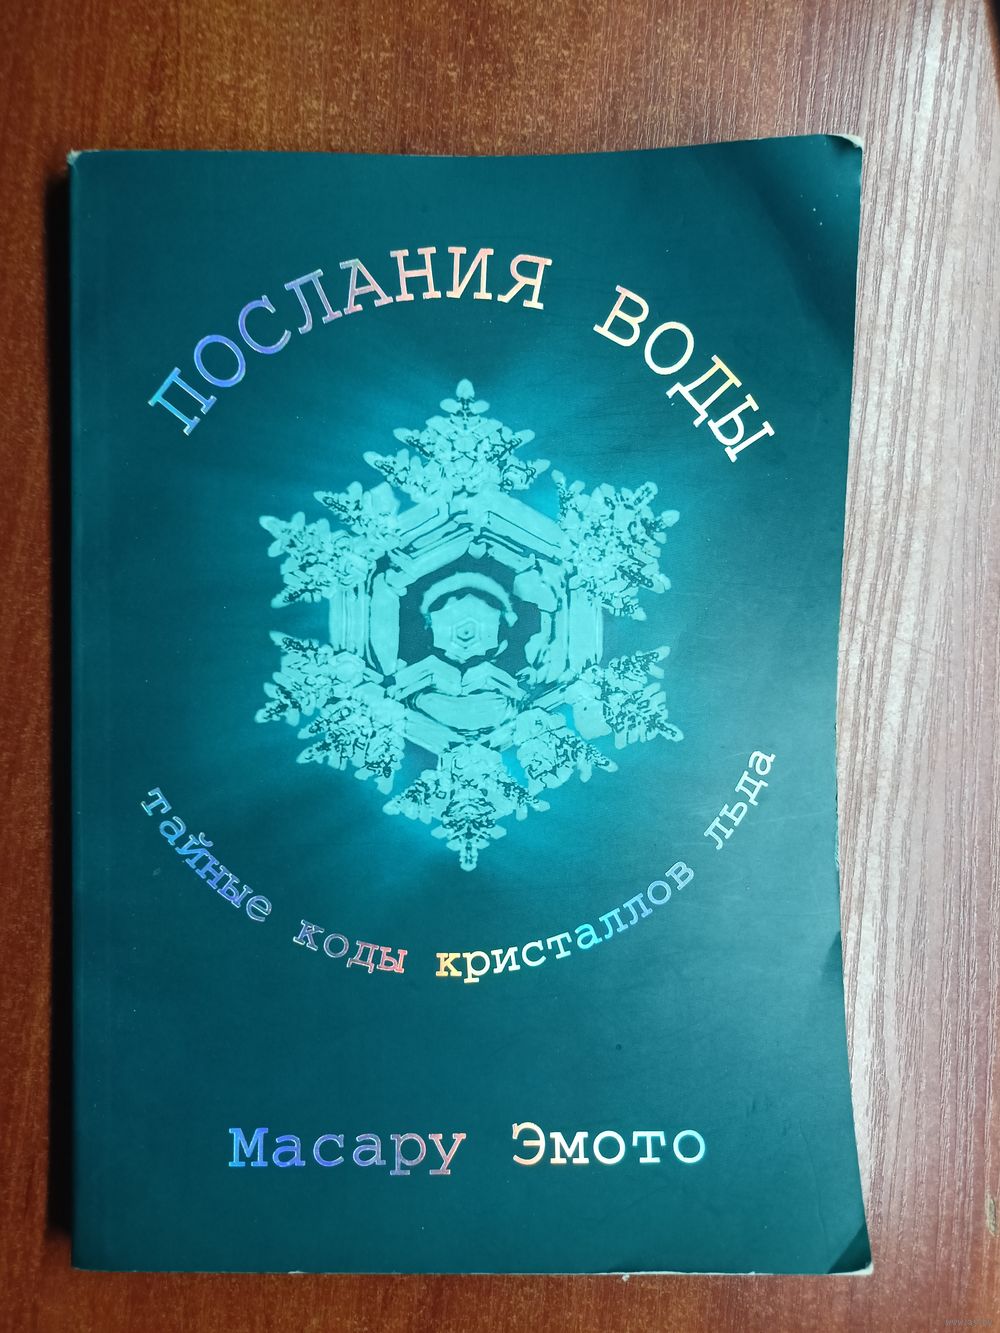 ПОСЛАНИЯ ВОДЫ
тайные коды кристаллов льда
Масару Эмото